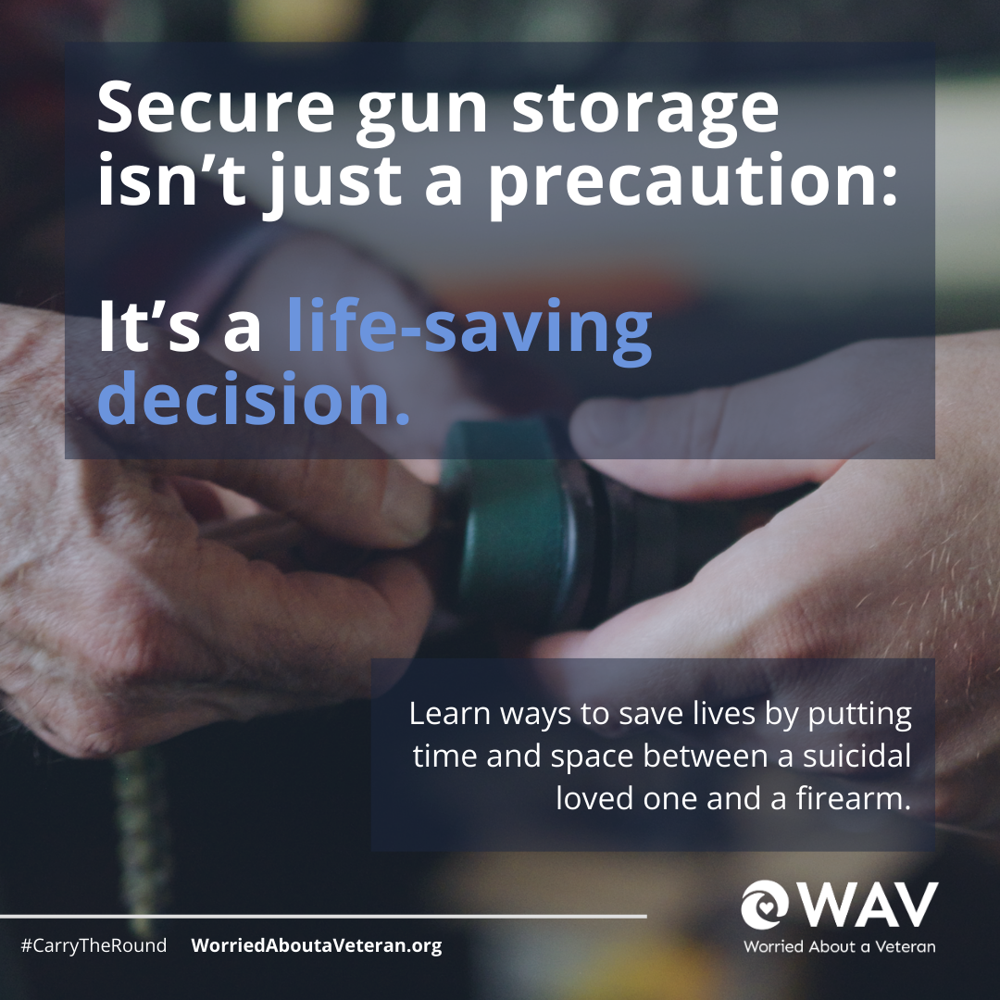 Secure gun storage
isn’t just a precaution:
It’s a life-saving
decision.
Learn ways to save lives by putting
time and space between a suicidal
loved one and a firearm.
WAV
Worried About a Veteran
#CarryTheRound WorriedAboutaVeteran.org